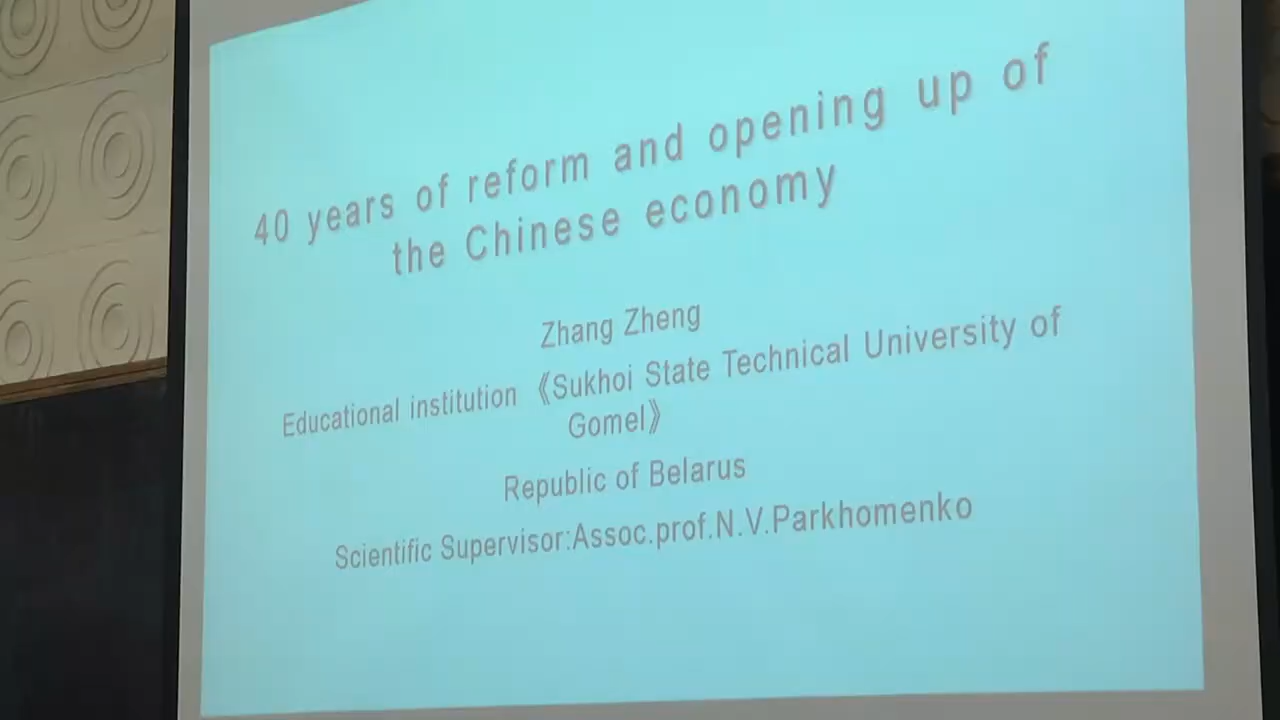 40 years of reform and opening up of
the Chinese economy
Zhang Zheng
Educational institution 《Sukhoi State Technical University of
Gomel》
Republic of Belarus
Scientific Supervisor:Assoc.prof.N.V.Parkhomenko